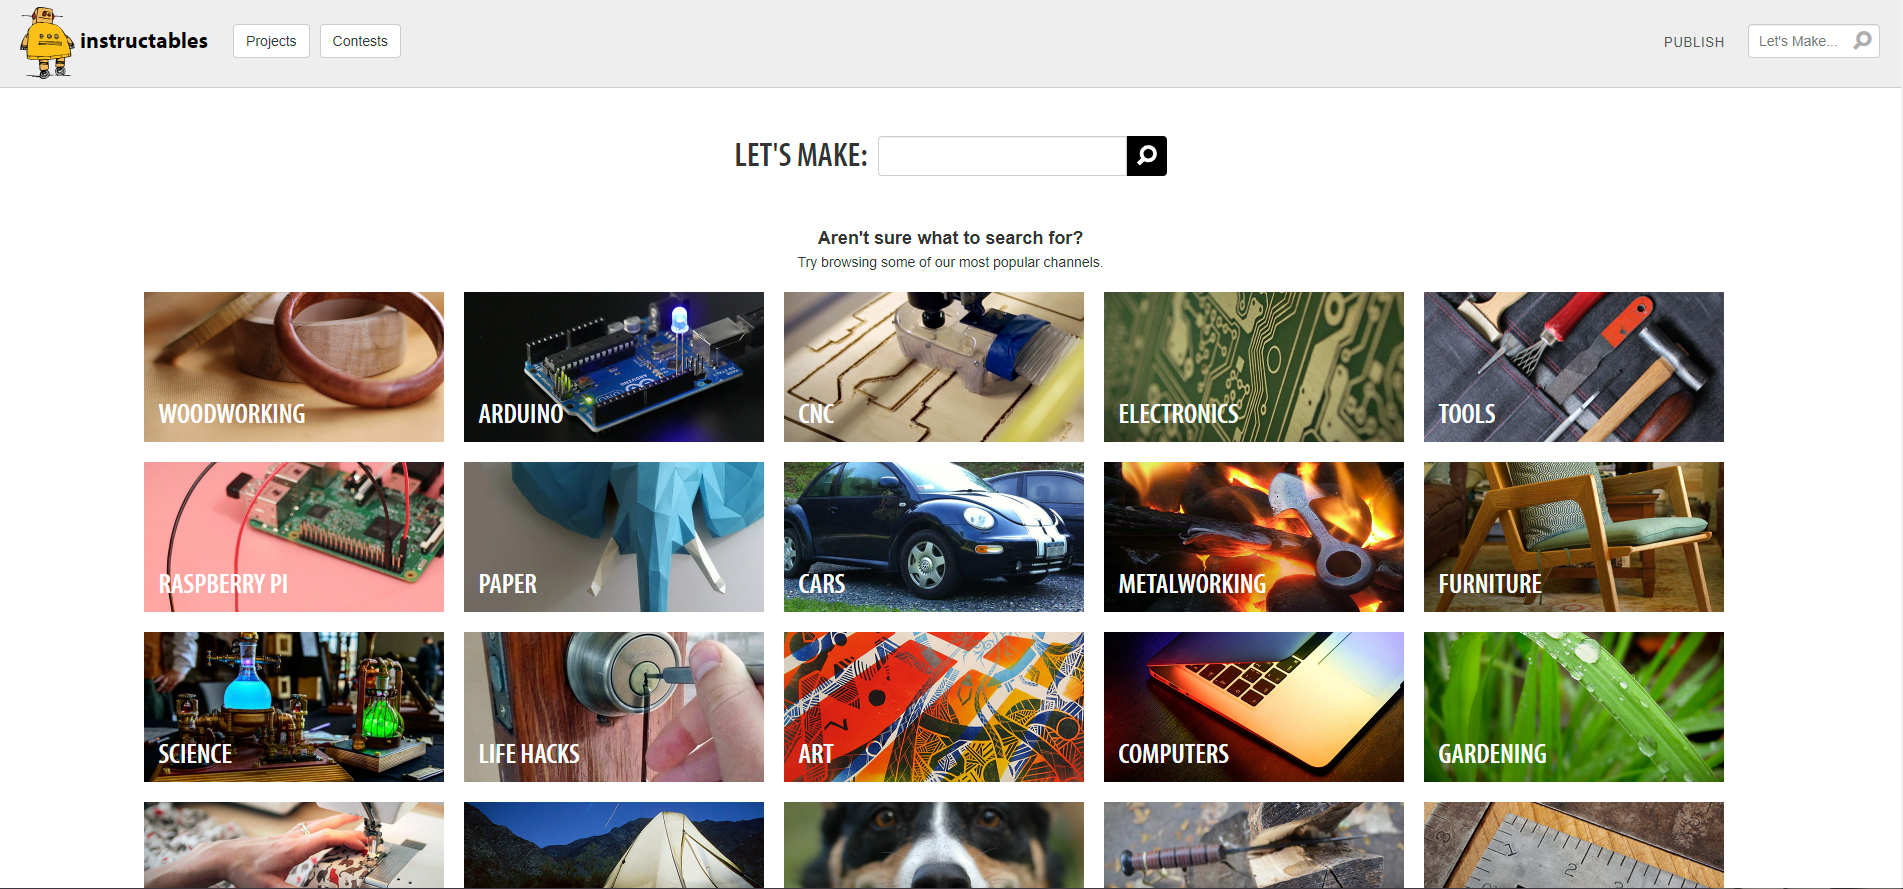 instructables
Projects
Contests
PUBLISH
Let's Make...
LET'S MAKE:
Aren't sure what to search for?
Try browsing some of our most popular channels.
WOODWORKING
ARDUINO
CNC
ELECTRONICS
TOOLS
RASPBERRY PI
PAPER
CARS
METALWORKING
FURNITURE
SCIENCE
LIFE HACKS
ART
COMPUTERS
GARDENING